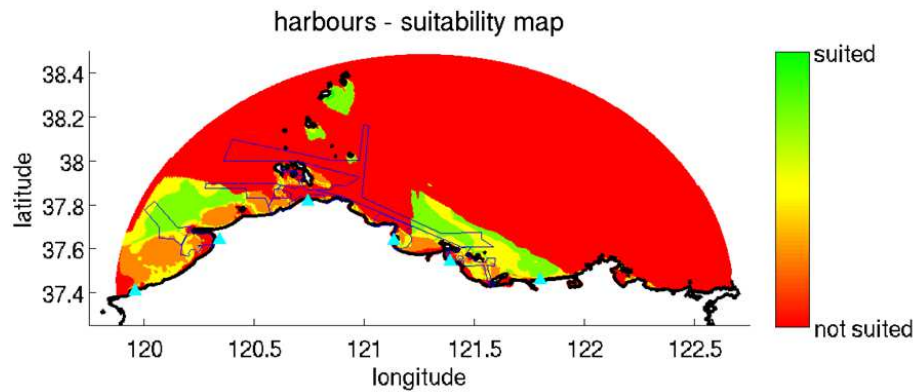 harbours - suitability map
suited
38.4
38.2
38
37.8
37.6
37.4
latitude
not suited
120
120.5
121
121.5
122
122.5
longitude